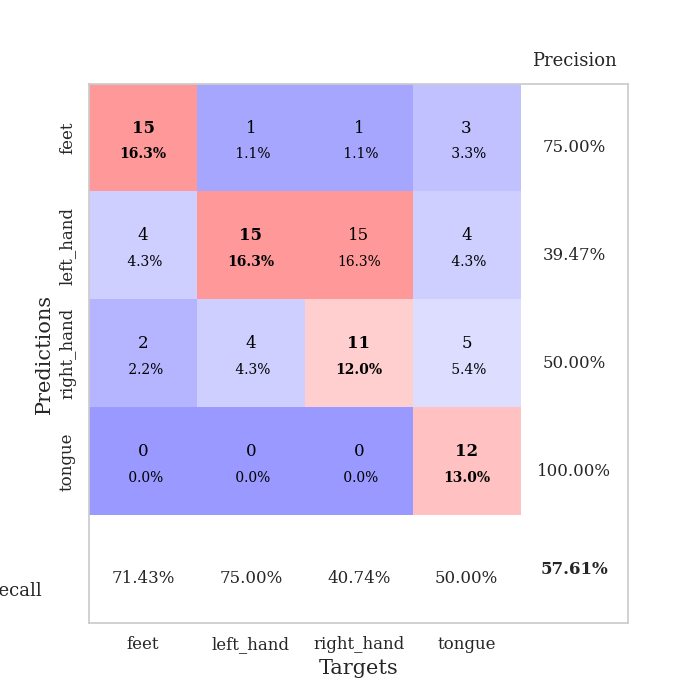 Precision
feet
15 1 1 3
16.3% 1.1% 1.1% 3.3%
75.00%
left_hand
4 15 15 4
4.3% 16.3% 16.3% 4.3%
39.47%
right_hand
2 4 11 5
2.2% 4.3% 12.0% 5.4%
50.00%
tongue
0 0 0 12
0.0% 0.0% 0.0% 13.0%
100.00%
Predictions
ecall
71.43% 75.00% 40.74% 50.00%
57.61%
feet left_hand right_hand tongue
Targets